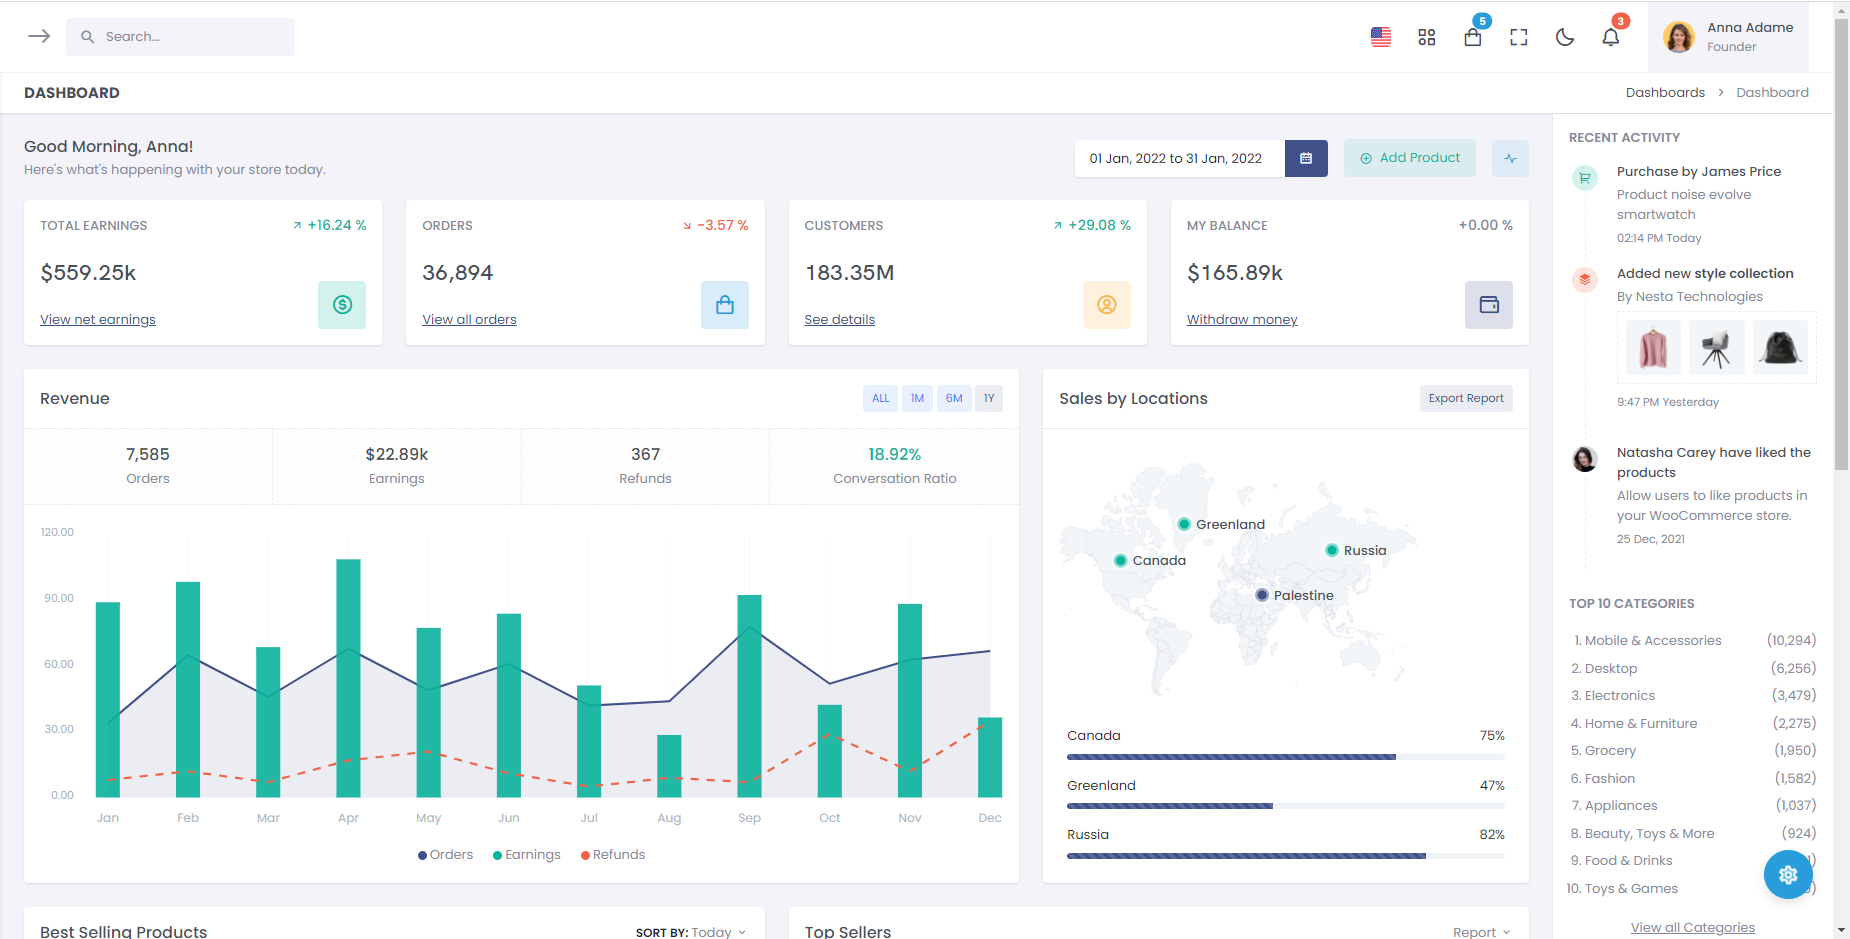 Search...
5
3
Anna Adame
Founder
DASHBOARD
Dashboards > Dashboard
Good Morning, Anna!
Here's what's happening with your store today.
01 Jan, 2022 to 31 Jan, 2022
Add Product
TOTAL EARNINGS
+16.24 %
$559.25k
View net earnings
ORDERS
-3.57 %
36,894
View all orders
CUSTOMERS
+29.08 %
183.35M
See details
MY BALANCE
+0.00 %
$165.89k
Withdraw money
Revenue
ALL 1M 6M 1Y
7,585
Orders
$22.89k
Earnings
367
Refunds
18.92%
Conversation Ratio
120.00
90.00
60.00
30.00
0.00
Jan Feb Mar Apr May Jun Jul Aug Sep Oct Nov Dec
Orders Earnings Refunds
Sales by Locations
Export Report
Greenland
Canada
Russia
Palestine
Canada 75%
Greenland 47%
Russia 82%
Best Selling Products
SORT BY: Today
Top Sellers
Report
RECENT ACTIVITY
Purchase by James Price
Product noise evolve
smartwatch
02:14 PM Today
Added new style collection
By Nesta Technologies
9:47 PM Yesterday
Natasha Carey have liked the
products
Allow users to like products in
your WooCommerce store.
25 Dec, 2021
TOP 10 CATEGORIES
1. Mobile & Accessories (10,294)
2. Desktop (6,256)
3. Electronics (3,479)
4. Home & Furniture (2,275)
5. Grocery (1,950)
6. Fashion (1,582)
7. Appliances (1,037)
8. Beauty, Toys & More (924)
9. Food & Drinks
10. Toys & Games
View all Categories